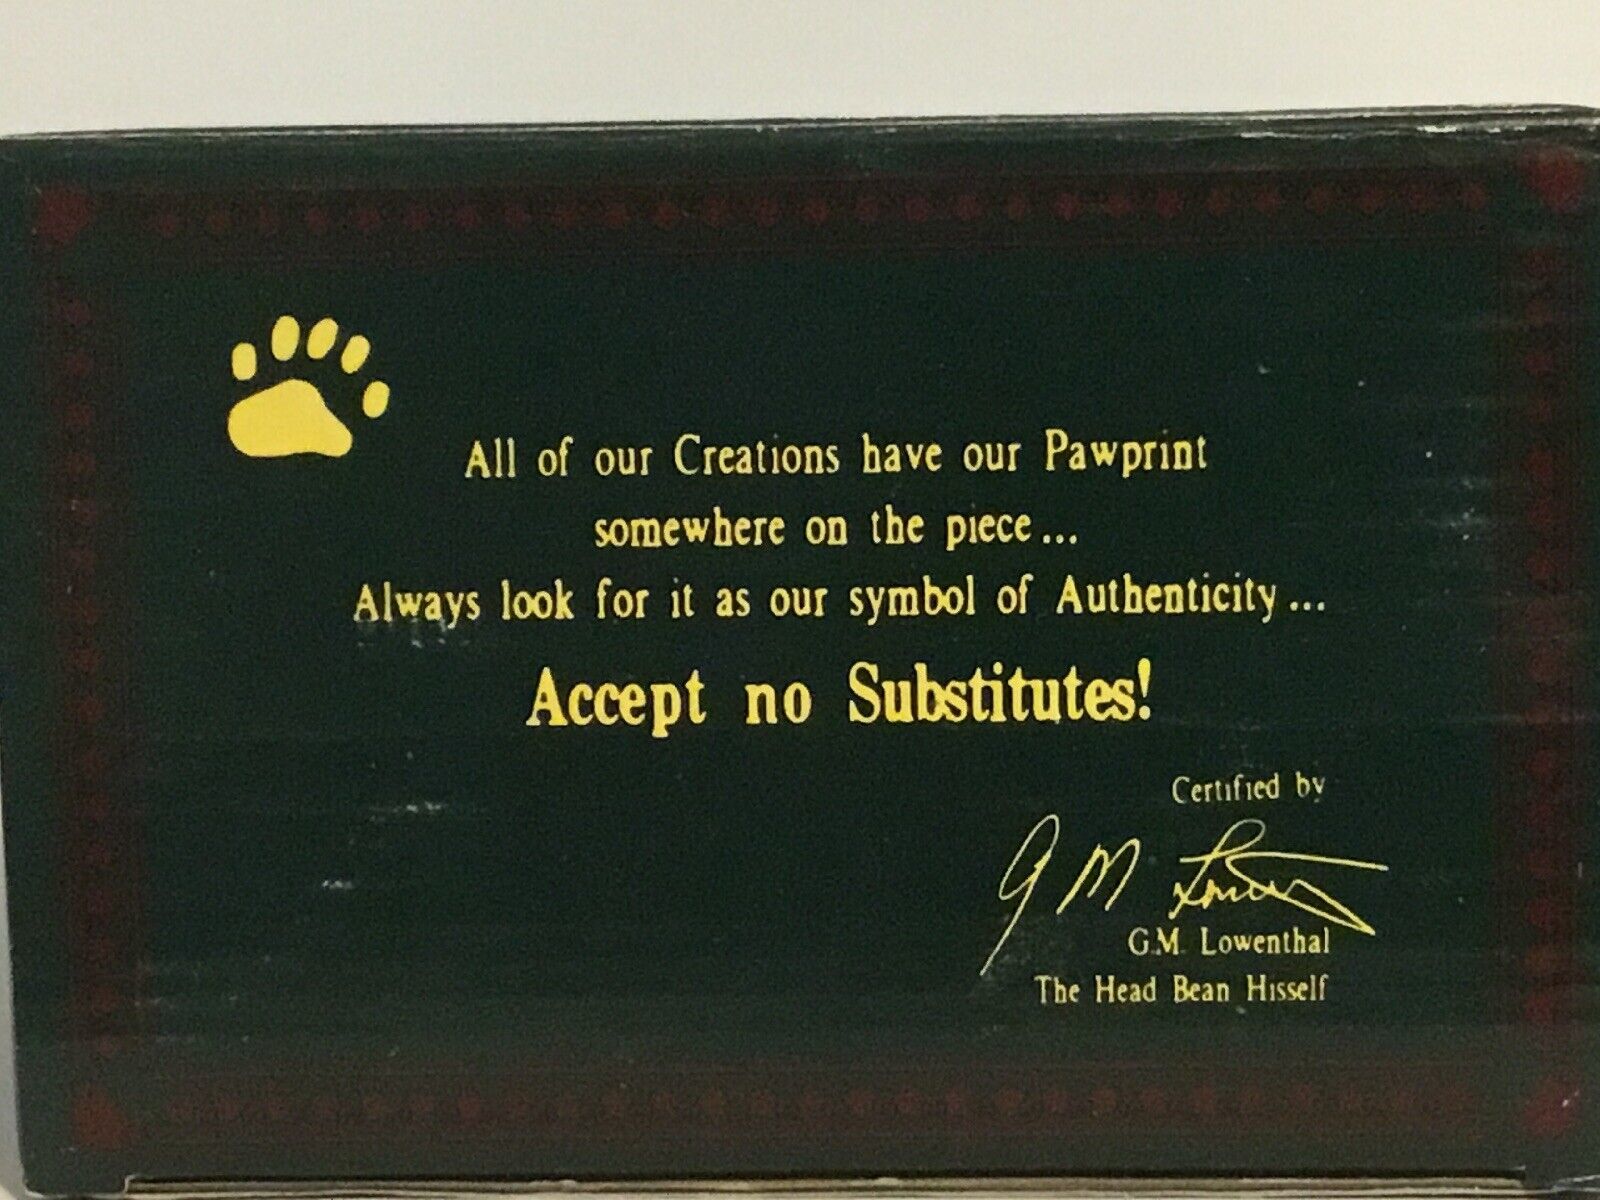 All of our Creations have our Pawprint
somewhere on the piece...
Always look for it as our symbol of Authenticity...
Accept no Substitutes!
Certified by
G M Lowenthal
G.M. Lowenthal
The Head Bean Hisself